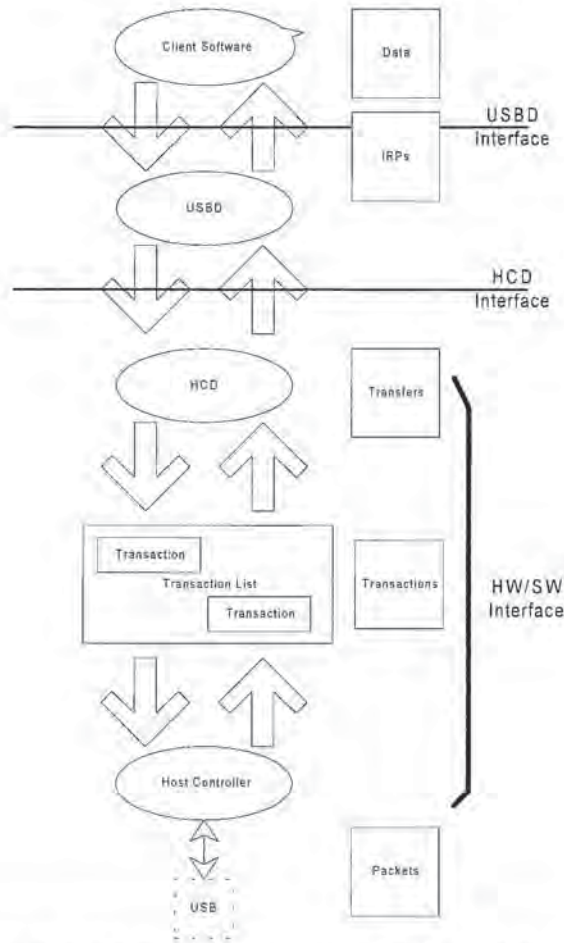 Client Software
Data
USBD
Interface
IRPs
USBD
HCD
Interface
HCD
Transfers
Transaction
Transaction List
Transaction
Transactions
HW/SW
Interface
Host Controller
Packets
USB